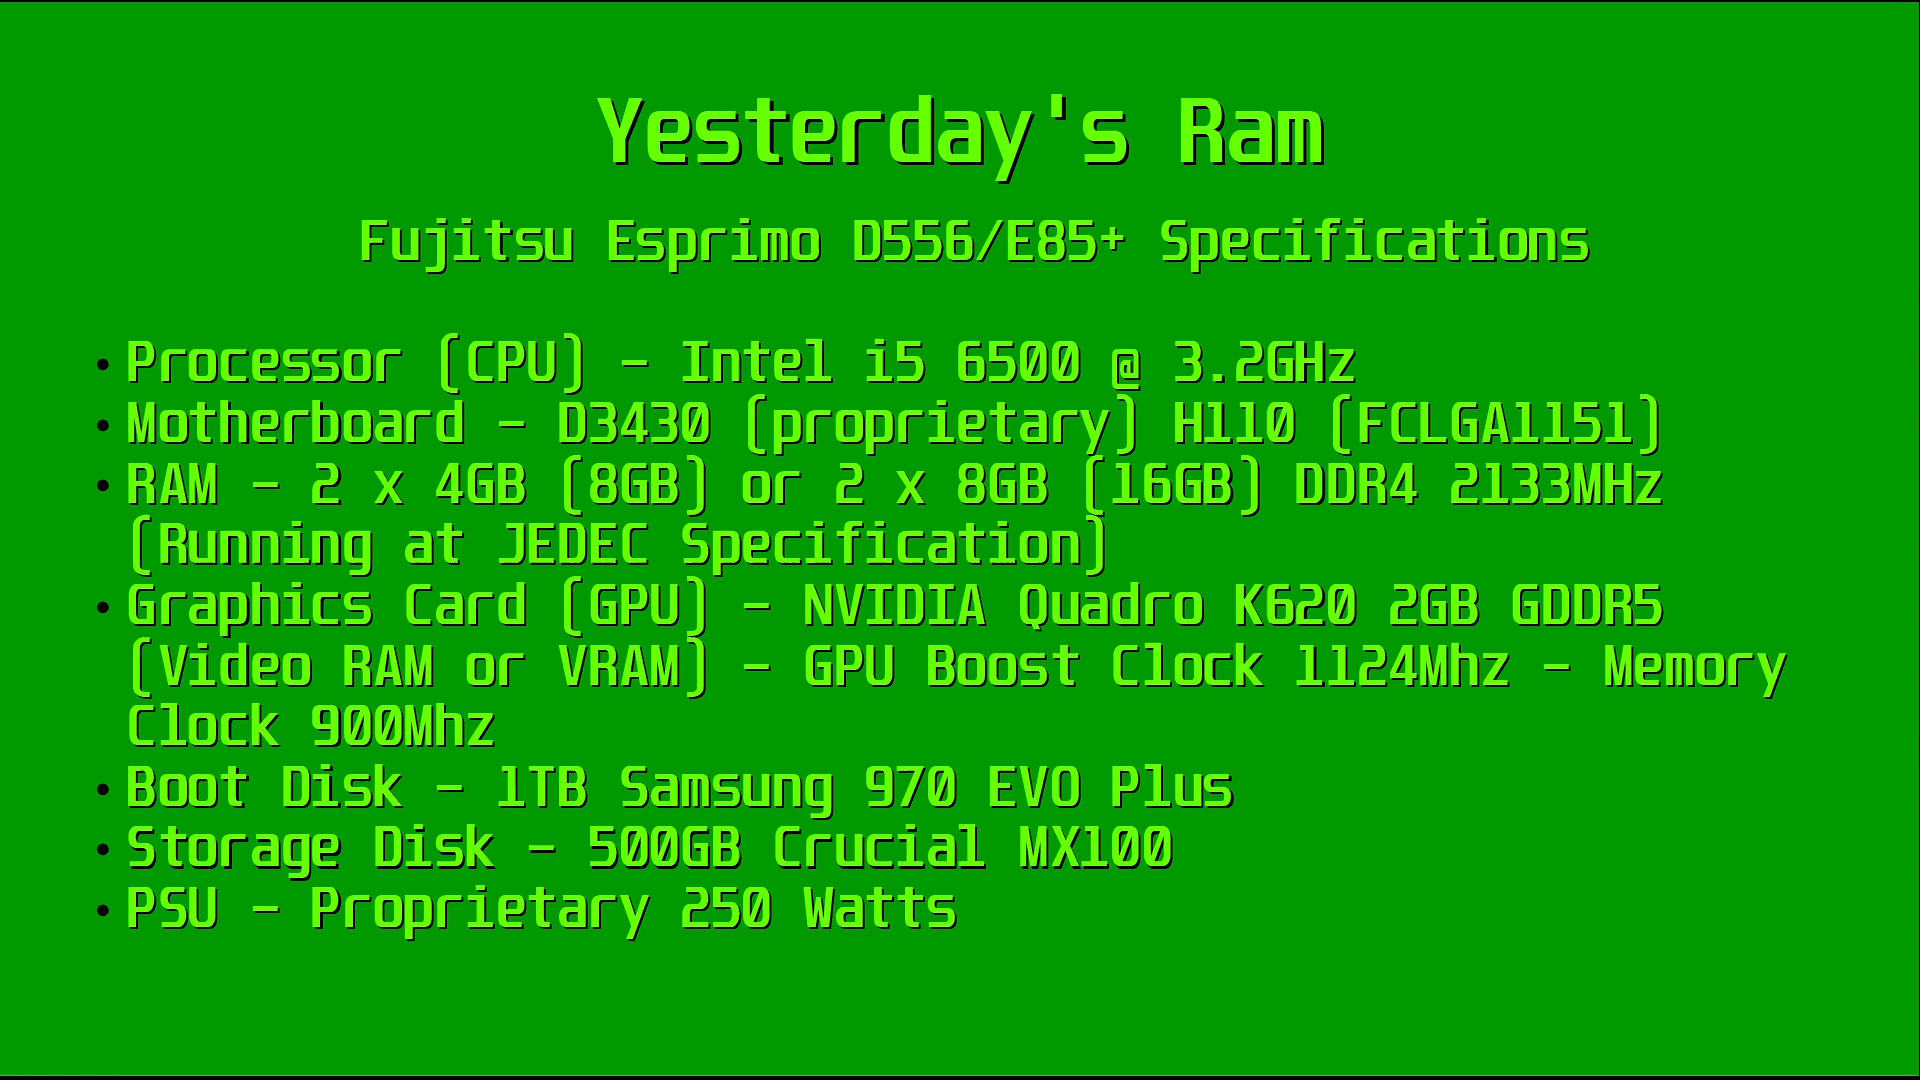 Yesterday's Ram
Fujitsu Esprimo D556/E85+ Specifications
• Processor (CPU) – Intel i5 6500 @ 3.2GHz
• Motherboard – D3430 (proprietary) H110 (FCLGA1151)
• RAM – 2 x 4GB (8GB) or 2 x 8GB (16GB) DDR4 2133MHz
(Running at JEDEC Specification)
• Graphics Card (GPU) – NVIDIA Quadro K620 2GB GDDR5
(Video RAM or VRAM) – GPU Boost Clock 1124Mhz – Memory
Clock 900Mhz
• Boot Disk – 1TB Samsung 970 EVO Plus
• Storage Disk – 500GB Crucial MX100
• PSU – Proprietary 250 Watts